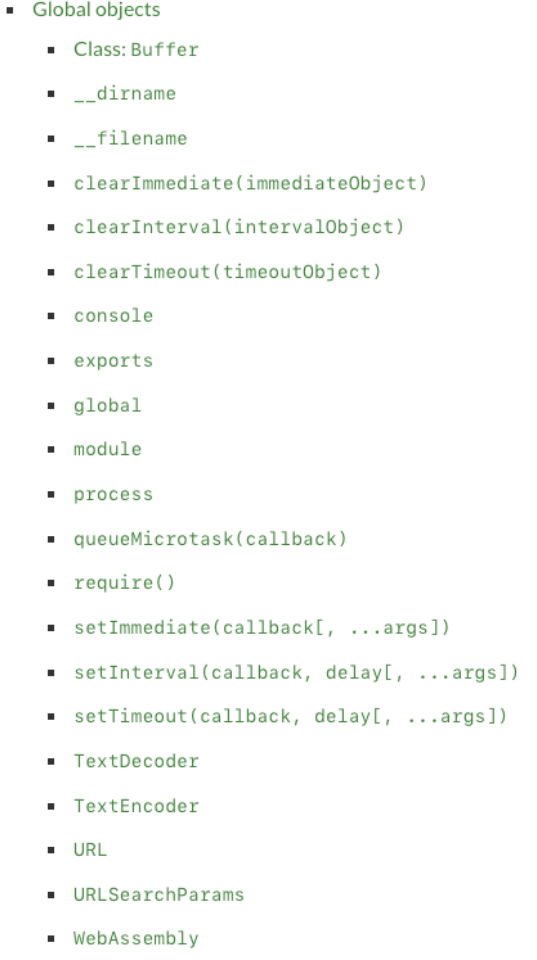 Global objects
Class: Buffer
__dirname
__filename
clearImmediate(immediateObject)
clearInterval(intervalObject)
clearTimeout(timeoutObject)
console
exports
global
module
process
queueMicrotask(callback)
require()
setImmediate(callback[, ...args])
setInterval(callback, delay[, ...args])
setTimeout(callback, delay[, ...args])
TextDecoder
TextEncoder
URL
URLSearchParams
WebAssembly